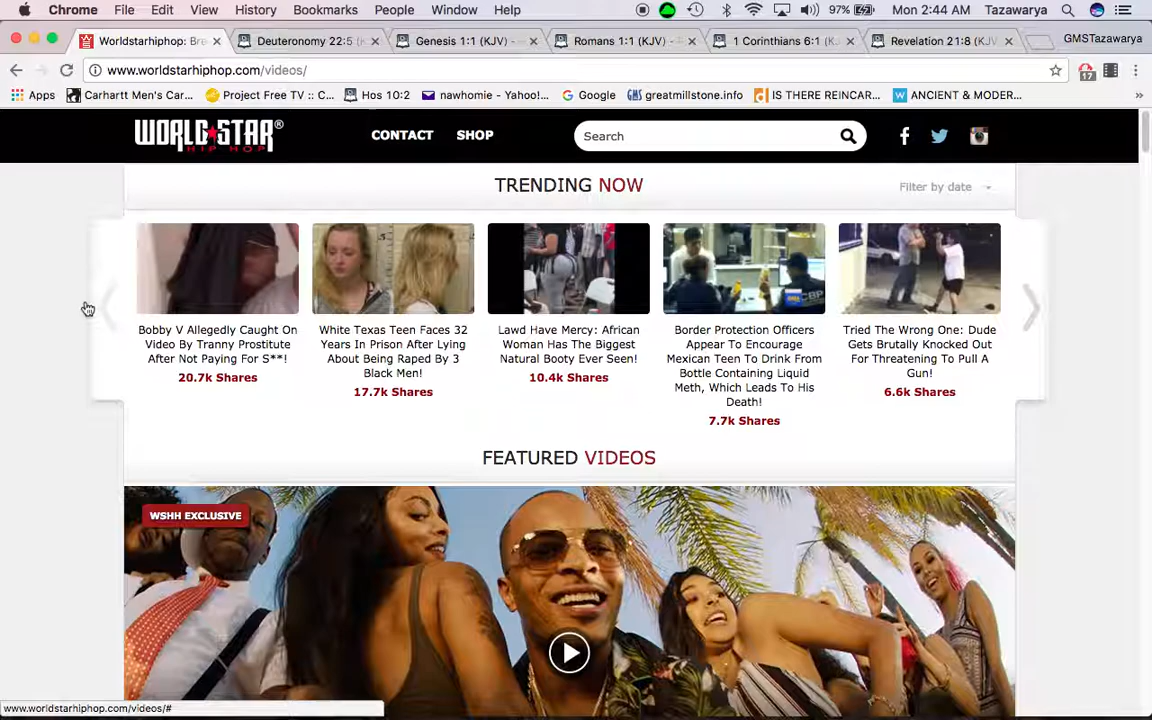 Chrome File Edit View History Bookmarks People Window Help 97% Mon 2:44 AM Tazawarya
Worldstarhiphop: Bre Deuteronomy 22:5 (KJV) Genesis 1:1 (KJV) - Romans 1:1 (KJV) - 1 Corinthians 6:1 (KJV) Revelation 21:8 (KJV) GMSTazawarya
www.worldstarhiphop.com/videos/ 17
Apps Carhartt Men's Car... Project Free TV :: C... Hos 10:2 nawhomie - Yahoo!... Google GMS greatmillstone.info IS THERE REINCAR... W ANCIENT & MODER... »
WORLD STAR®
HIP HOP
CONTACT SHOP Search
TRENDING NOW
Filter by date
Bobby V Allegedly Caught On
Video By Tranny Prostitute
After Not Paying For S**!
20.7k Shares
White Texas Teen Faces 32
Years In Prison After Lying
About Being Raped By 3
Black Men!
17.7k Shares
Lawd Have Mercy: African
Woman Has The Biggest
Natural Booty Ever Seen!
10.4k Shares
Border Protection Officers
Appear To Encourage
Mexican Teen To Drink From
Bottle Containing Liquid
Meth, Which Leads To His
Death!
7.7k Shares
Tried The Wrong One: Dude
Gets Brutally Knocked Out
For Threatening To Pull A
Gun!
6.6k Shares
CBP
FEATURED VIDEOS
WSHH EXCLUSIVE
www.worldstarhiphop.com/videos/#